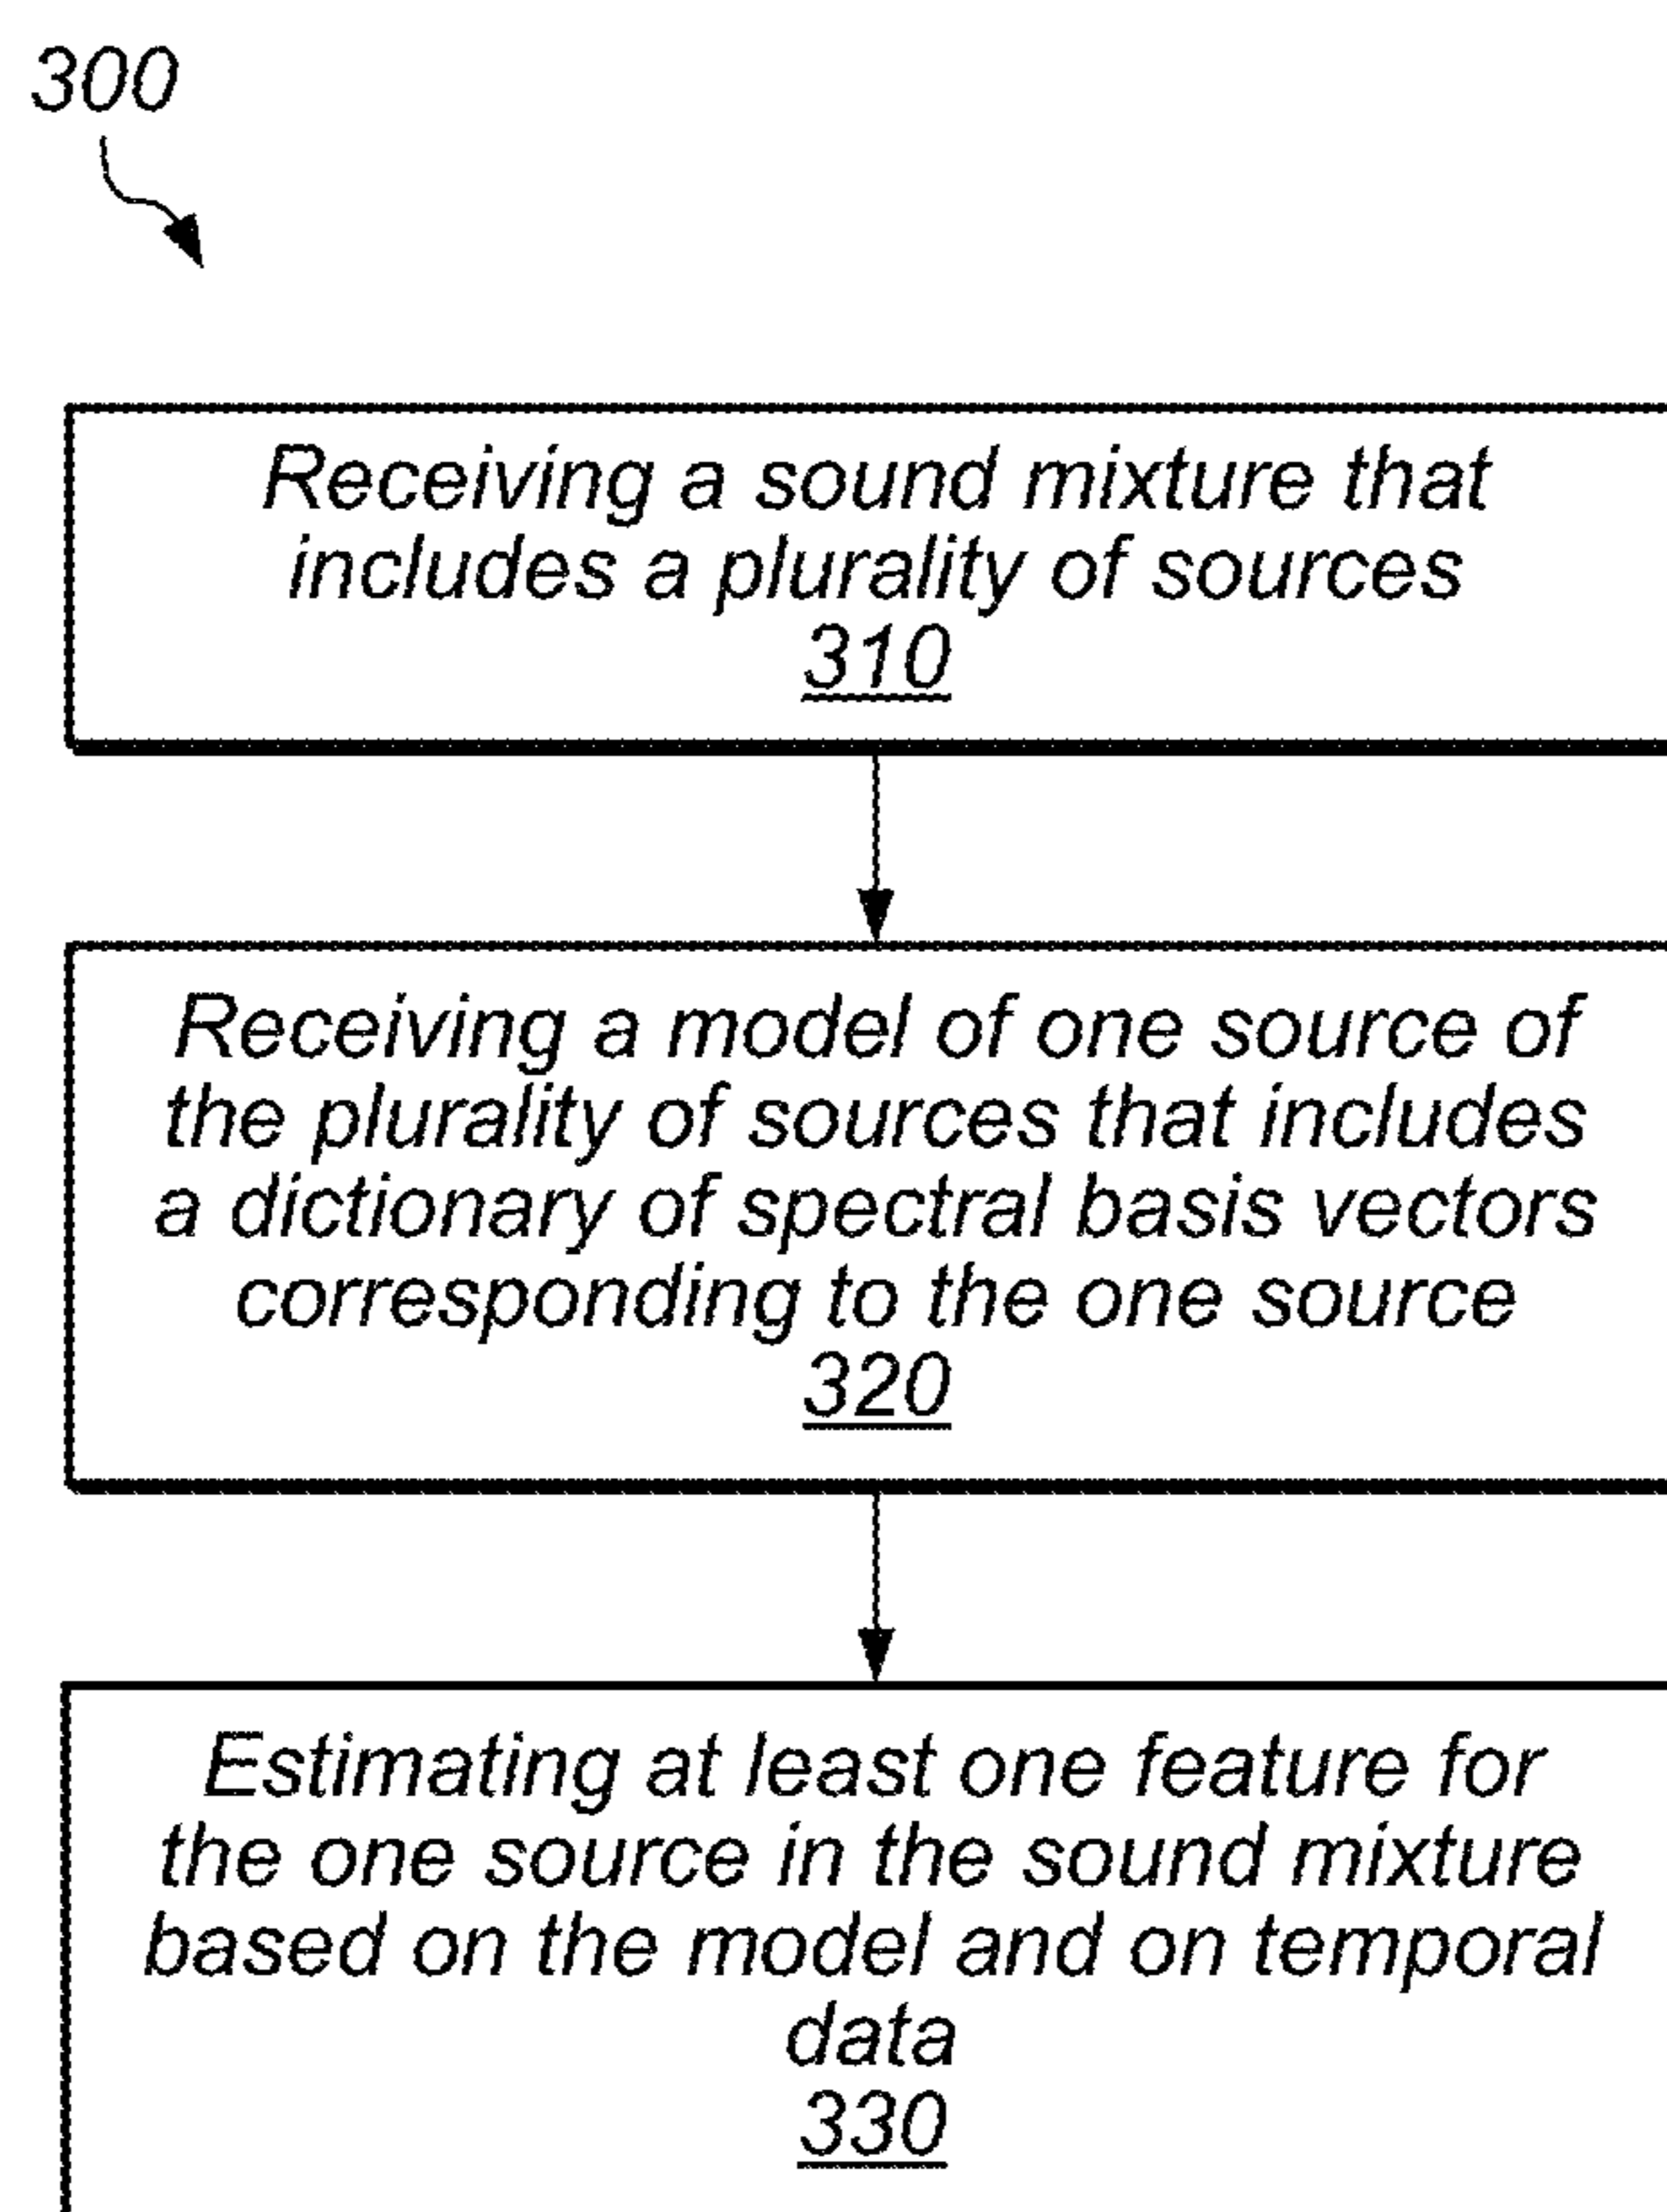 300
Receiving a sound mixture that
includes a plurality of sources
310
Receiving a model of one source of
the plurality of sources that includes
a dictionary of spectral basis vectors
corresponding to the one source
320
Estimating at least one feature for
the one source in the sound mixture
based on the model and on temporal
data
330